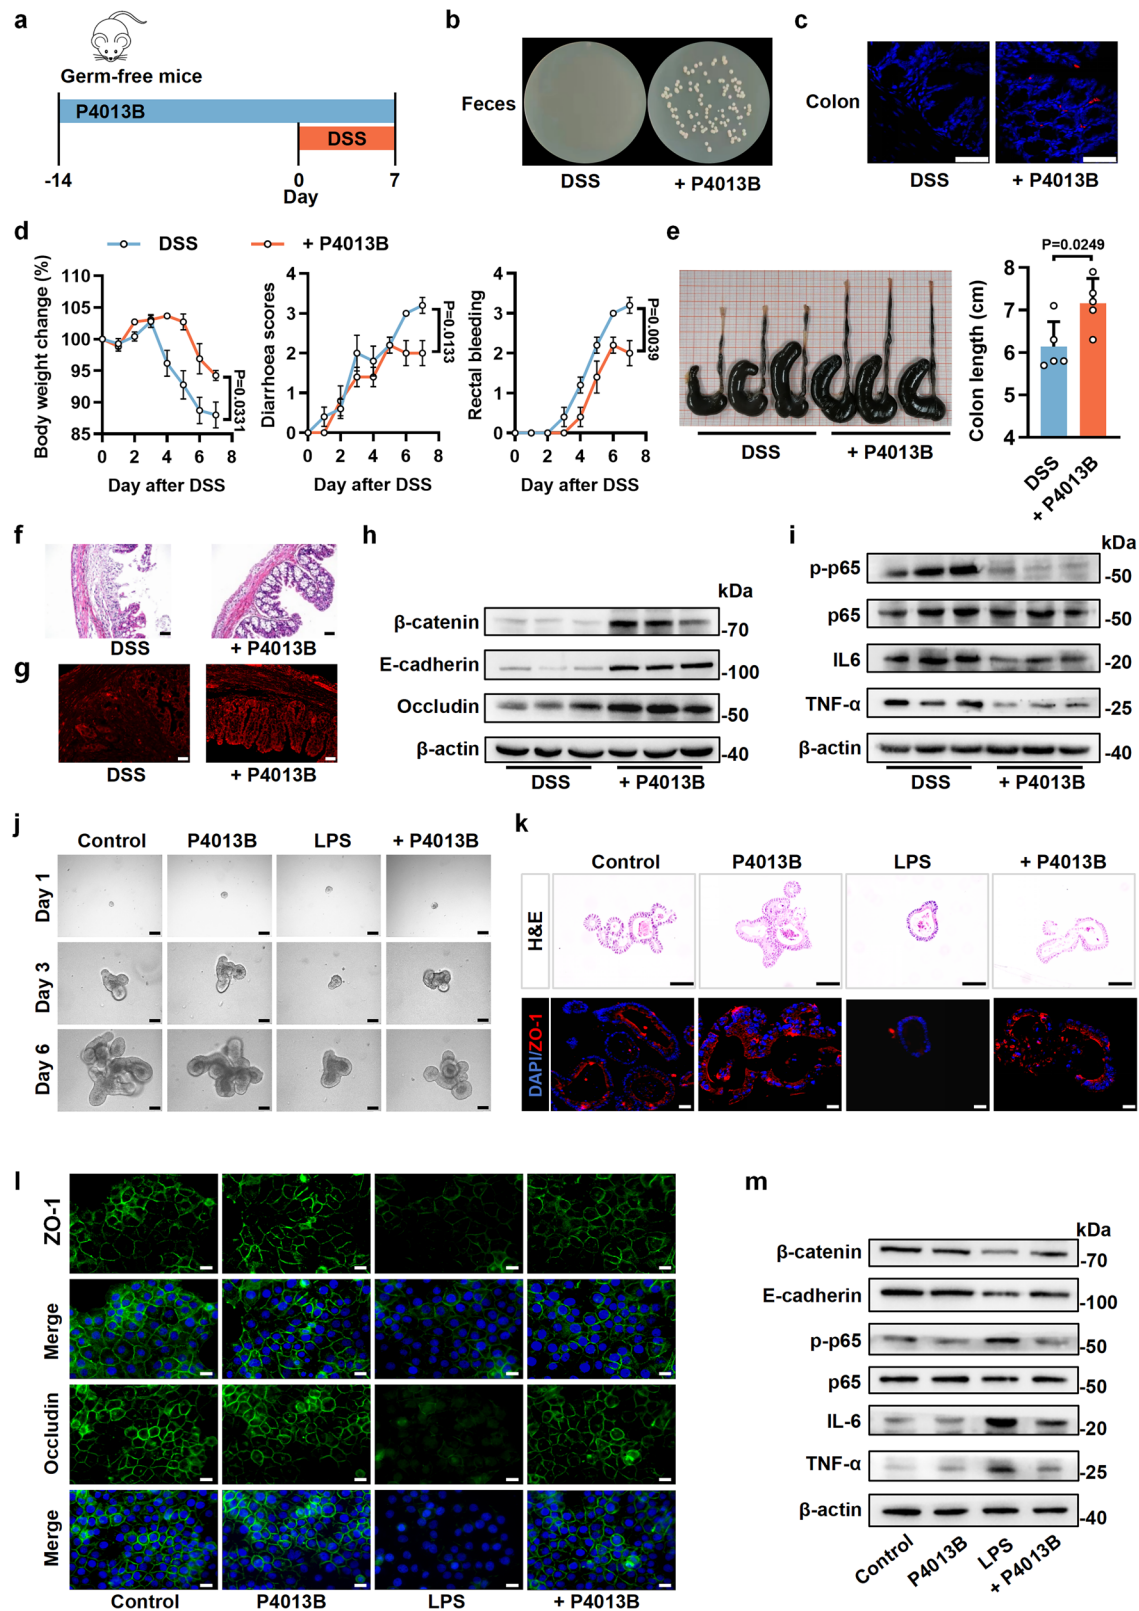 a
Germ-free mice
P4013B
DSS
-14
0
7
Day
b
Feces
DSS
+ P4013B
c
Colon
DSS
+ P4013B
d
DSS
+ P4013B
Body weight change (%)
110
105
100
95
90
85
0
2
4
6
8
P=0.0331
Day after DSS
Diarrhoea scores
4
3
2
1
0
0
2
4
6
8
P=0.0133
Day after DSS
Rectal bleeding
4
3
2
1
0
0
2
4
6
8
P=0.0039
Day after DSS
e
DSS
+ P4013B
P=0.0249
Colon length (cm)
8
7
6
5
4
DSS
+ P4013B
f
DSS
+ P4013B
g
DSS
+ P4013B
h
kDa
β-catenin
-70
E-cadherin
-100
Occludin
-50
β-actin
-40
DSS
+ P4013B
i
kDa
p-p65
-50
p65
-50
IL6
-20
TNF-α
-25
β-actin
-40
DSS
+ P4013B
j
Control
P4013B
LPS
+ P4013B
Day 1
Day 3
Day 6
k
Control
P4013B
LPS
+ P4013B
H&E
DAPI/ZO-1
l
ZO-1
Merge
Occludin
Merge
Control
P4013B
LPS
+ P4013B
m
kDa
β-catenin
-70
E-cadherin
-100
p-p65
-50
p65
-50
IL-6
-20
TNF-α
-25
β-actin
-40
Control
P4013B
LPS
+ P4013B